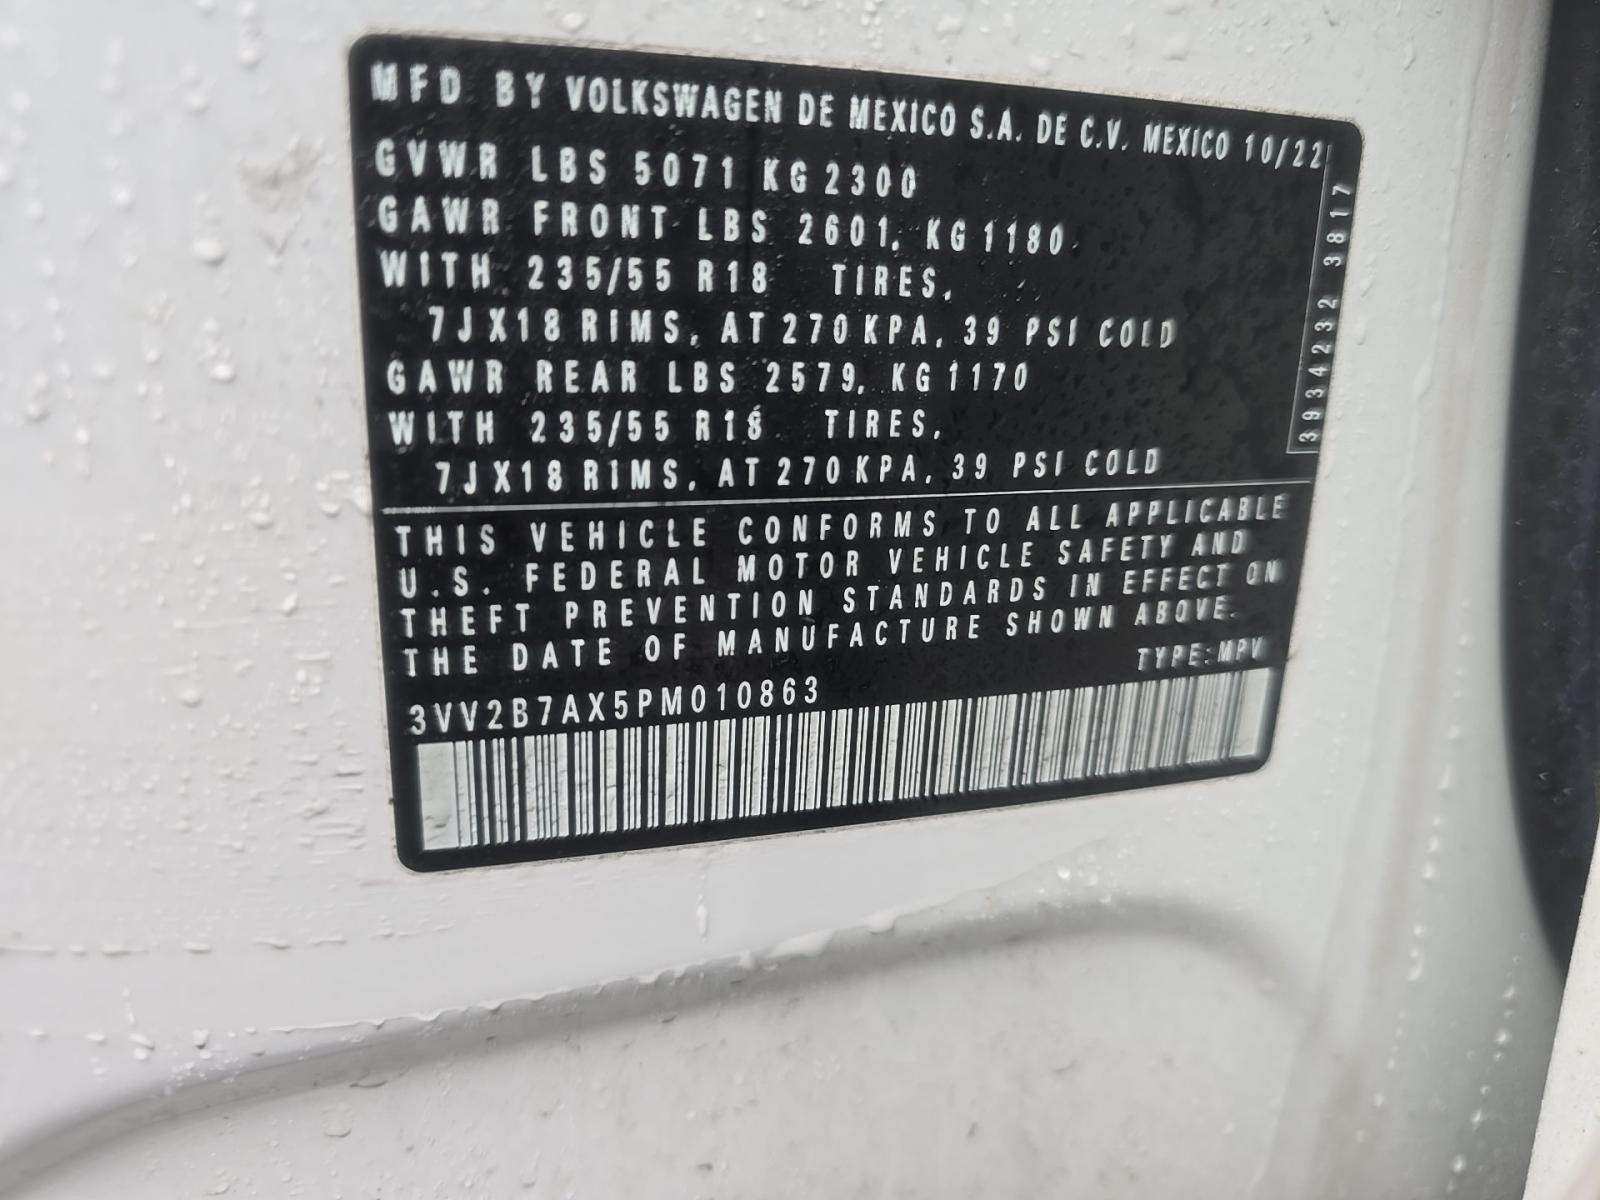 MFD BY VOLKSWAGEN DE MEXICO S.A. DE C.V. MEXICO 10/22
GVWR LBS 5071 KG 2300
GAWR FRONT LBS 2601, KG 1180
WITH 235/55 R18 TIRES,
7JX18 RIMS, AT 270 KPA, 39 PSI COLD
GAWR REAR LBS 2579, KG 1170
WITH 235/55 R18 TIRES,
7JX18 RIMS, AT 270 KPA, 39 PSI COLD
3934232 3817
THIS VEHICLE CONFORMS TO ALL APPLICABLE
U.S. FEDERAL MOTOR VEHICLE SAFETY AND
THEFT PREVENTION STANDARDS IN EFFECT ON
THE DATE OF MANUFACTURE SHOWN ABOVE.
TYPE:MPV
3VV2B7AX5PM010863